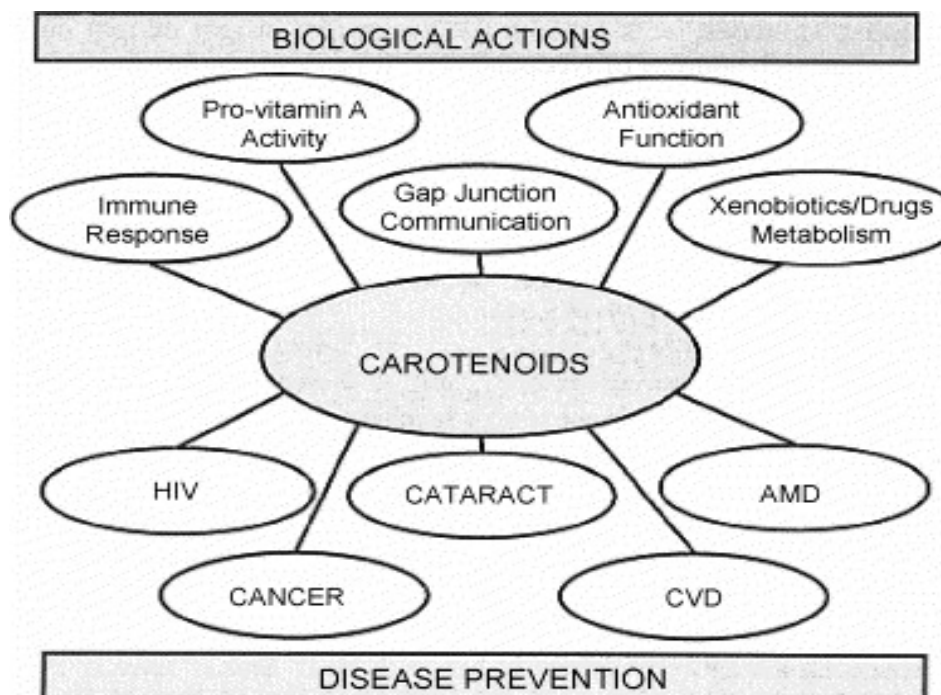 BIOLOGICAL ACTIONS
Pro-vitamin A
Activity
Antioxidant
Function
Immune
Response
Gap Junction
Communication
Xenobiotics/Drugs
Metabolism
CAROTENOIDS
HIV
CATARACT
AMD
CANCER
CVD
DISEASE PREVENTION